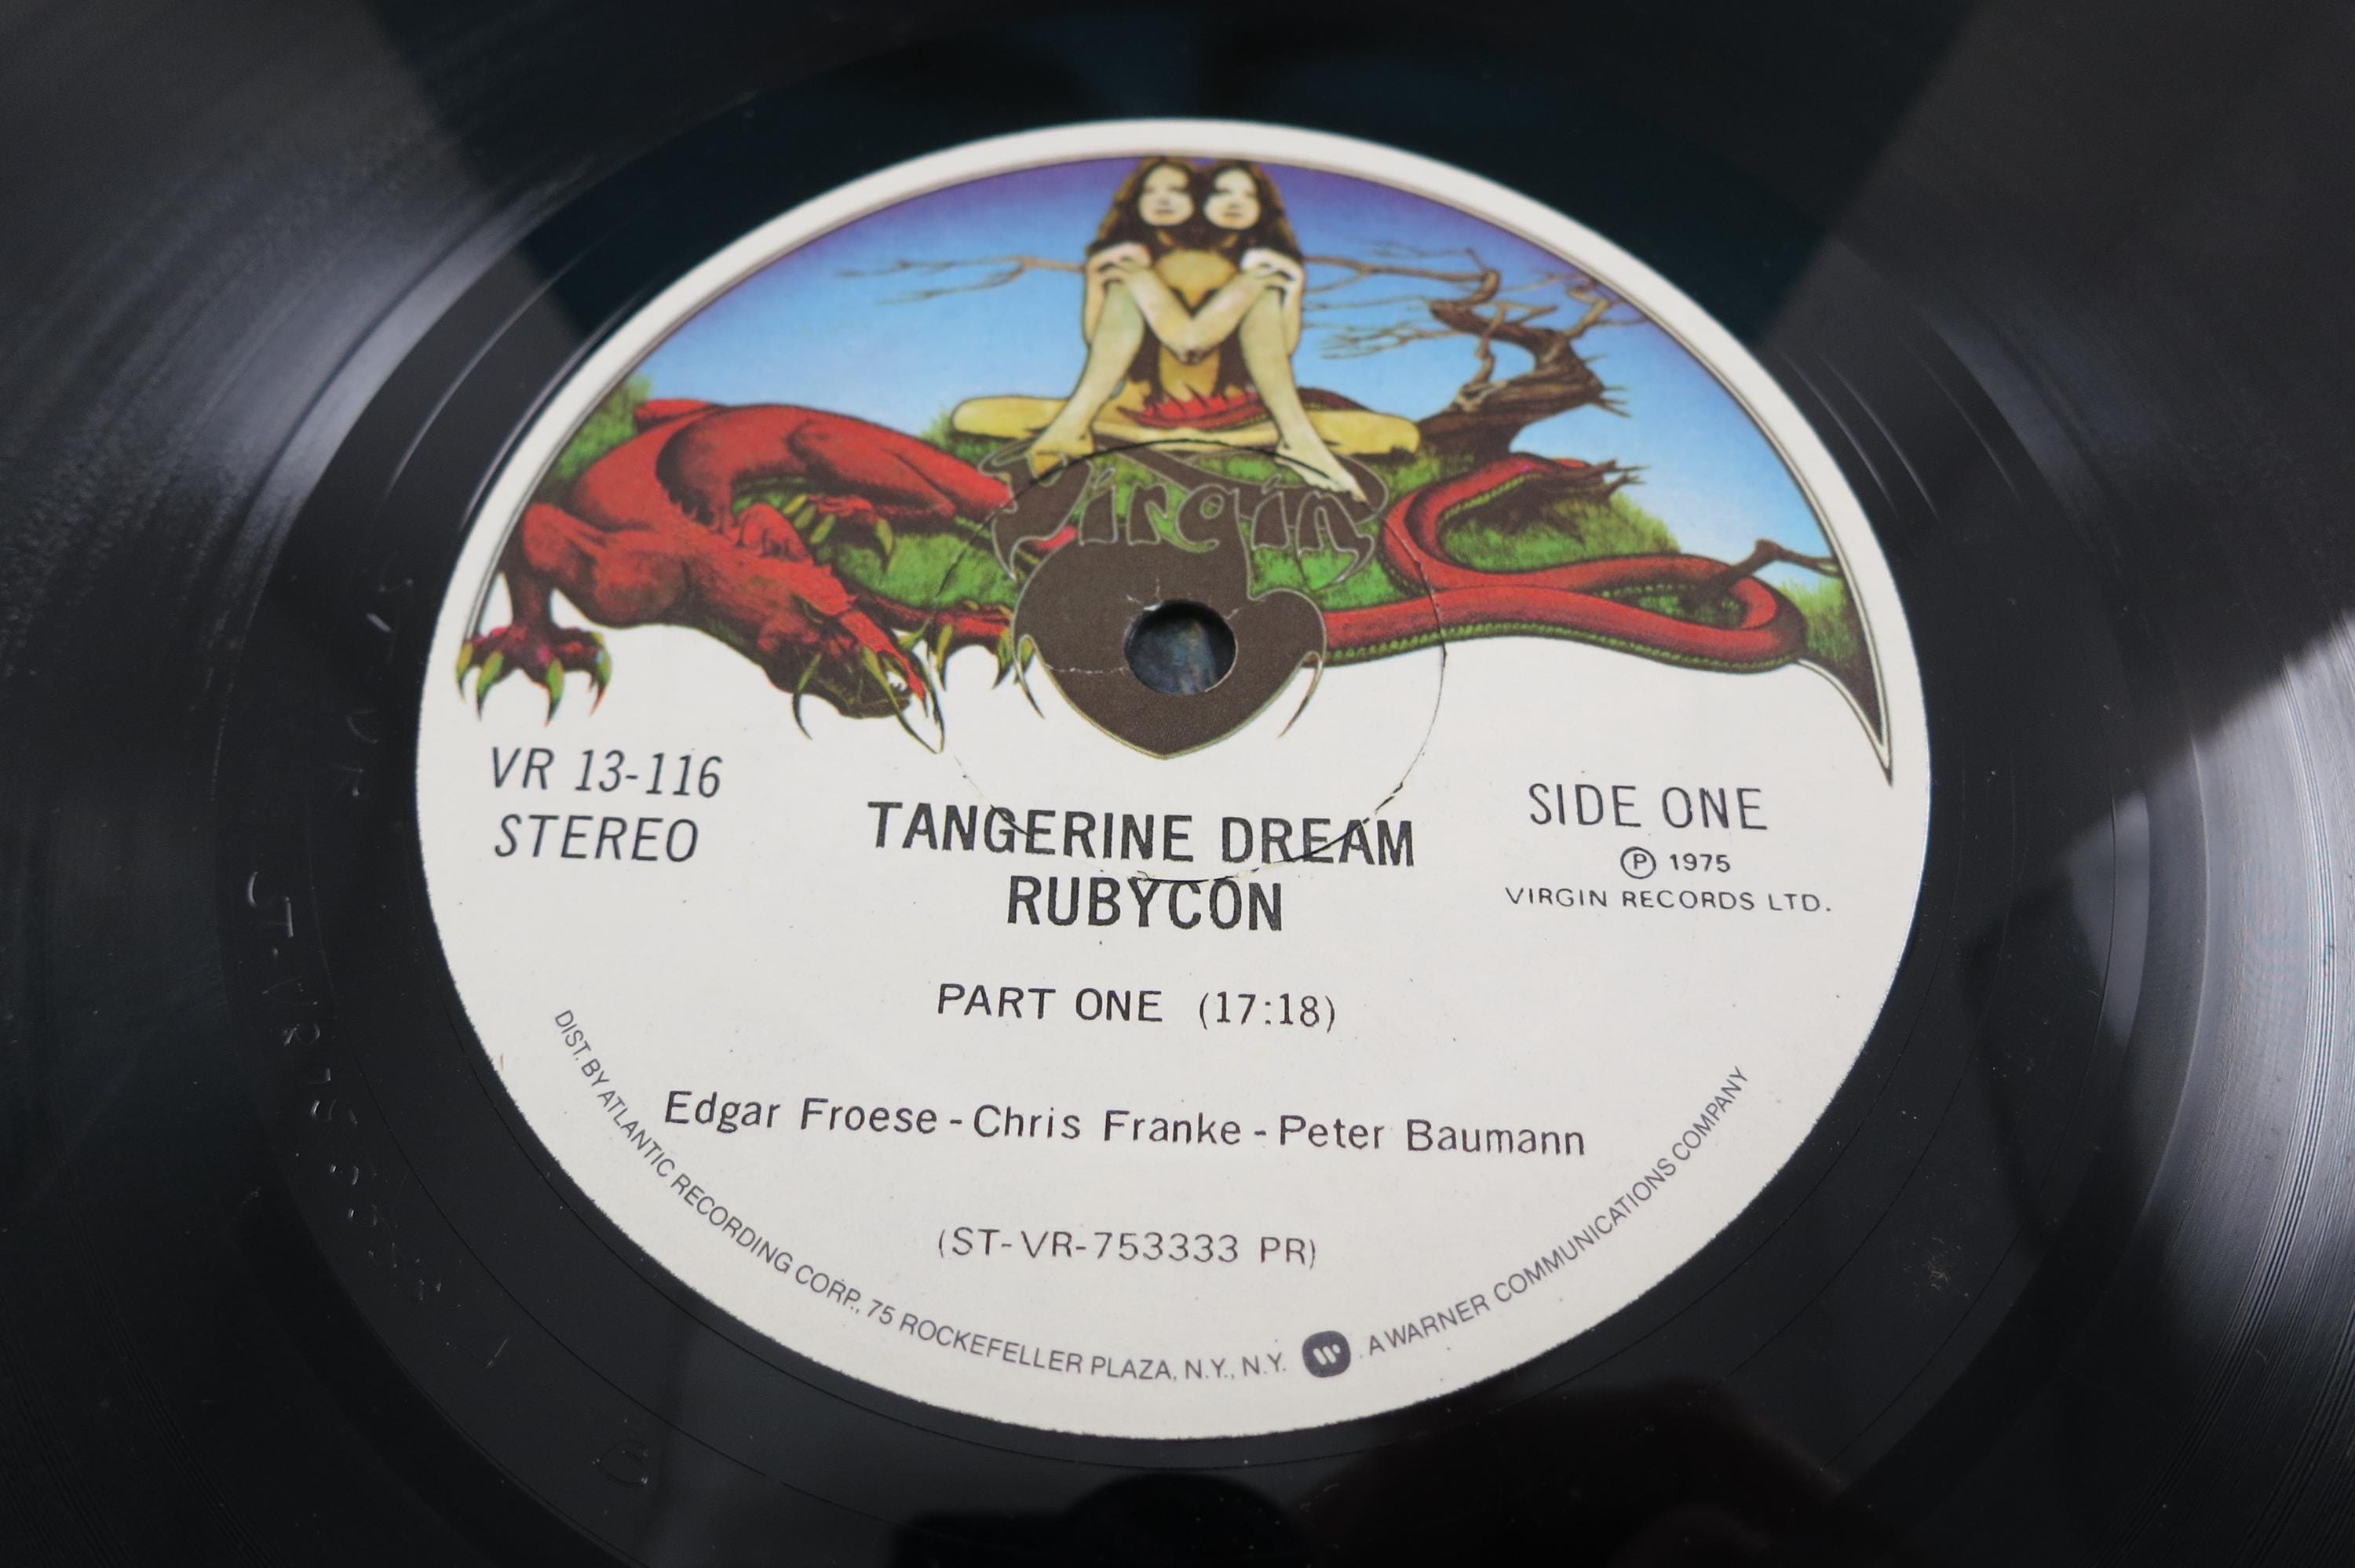 Virgin
VR 13-116
STEREO
SIDE ONE
Ⓟ 1975
VIRGIN RECORDS LTD.
TANGERINE DREAM
RUBYCON
PART ONE (17:18)
Edgar Froese - Chris Franke - Peter Baumann
(ST-VR-753333 PR)
DIST. BY ATLANTIC RECORDING CORP., 75 ROCKEFELLER PLAZA, N.Y., N.Y. A WARNER COMMUNICATIONS COMPANY